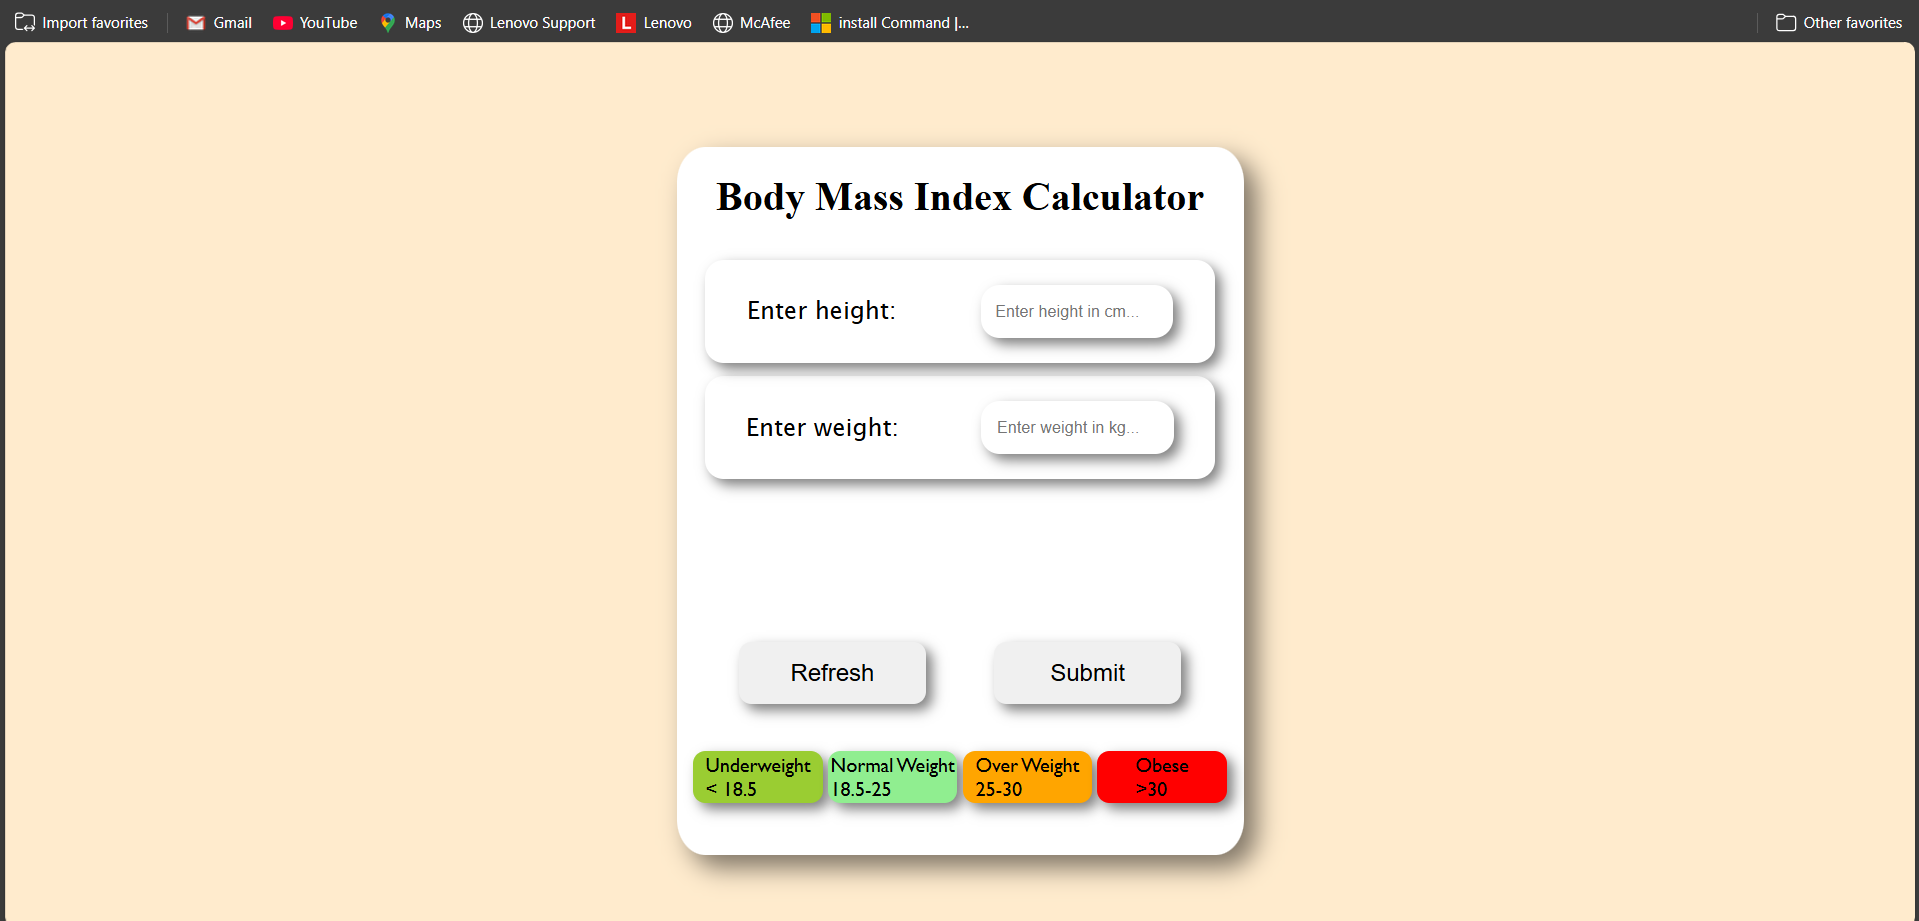 Import favorites Gmail YouTube Maps Lenovo Support L Lenovo McAfee install Command |... Other favorites
Body Mass Index Calculator
Enter height: Enter height in cm...
Enter weight: Enter weight in kg...
Refresh Submit
Underweight Normal Weight Over Weight Obese
< 18.5 18.5-25 25-30 >30